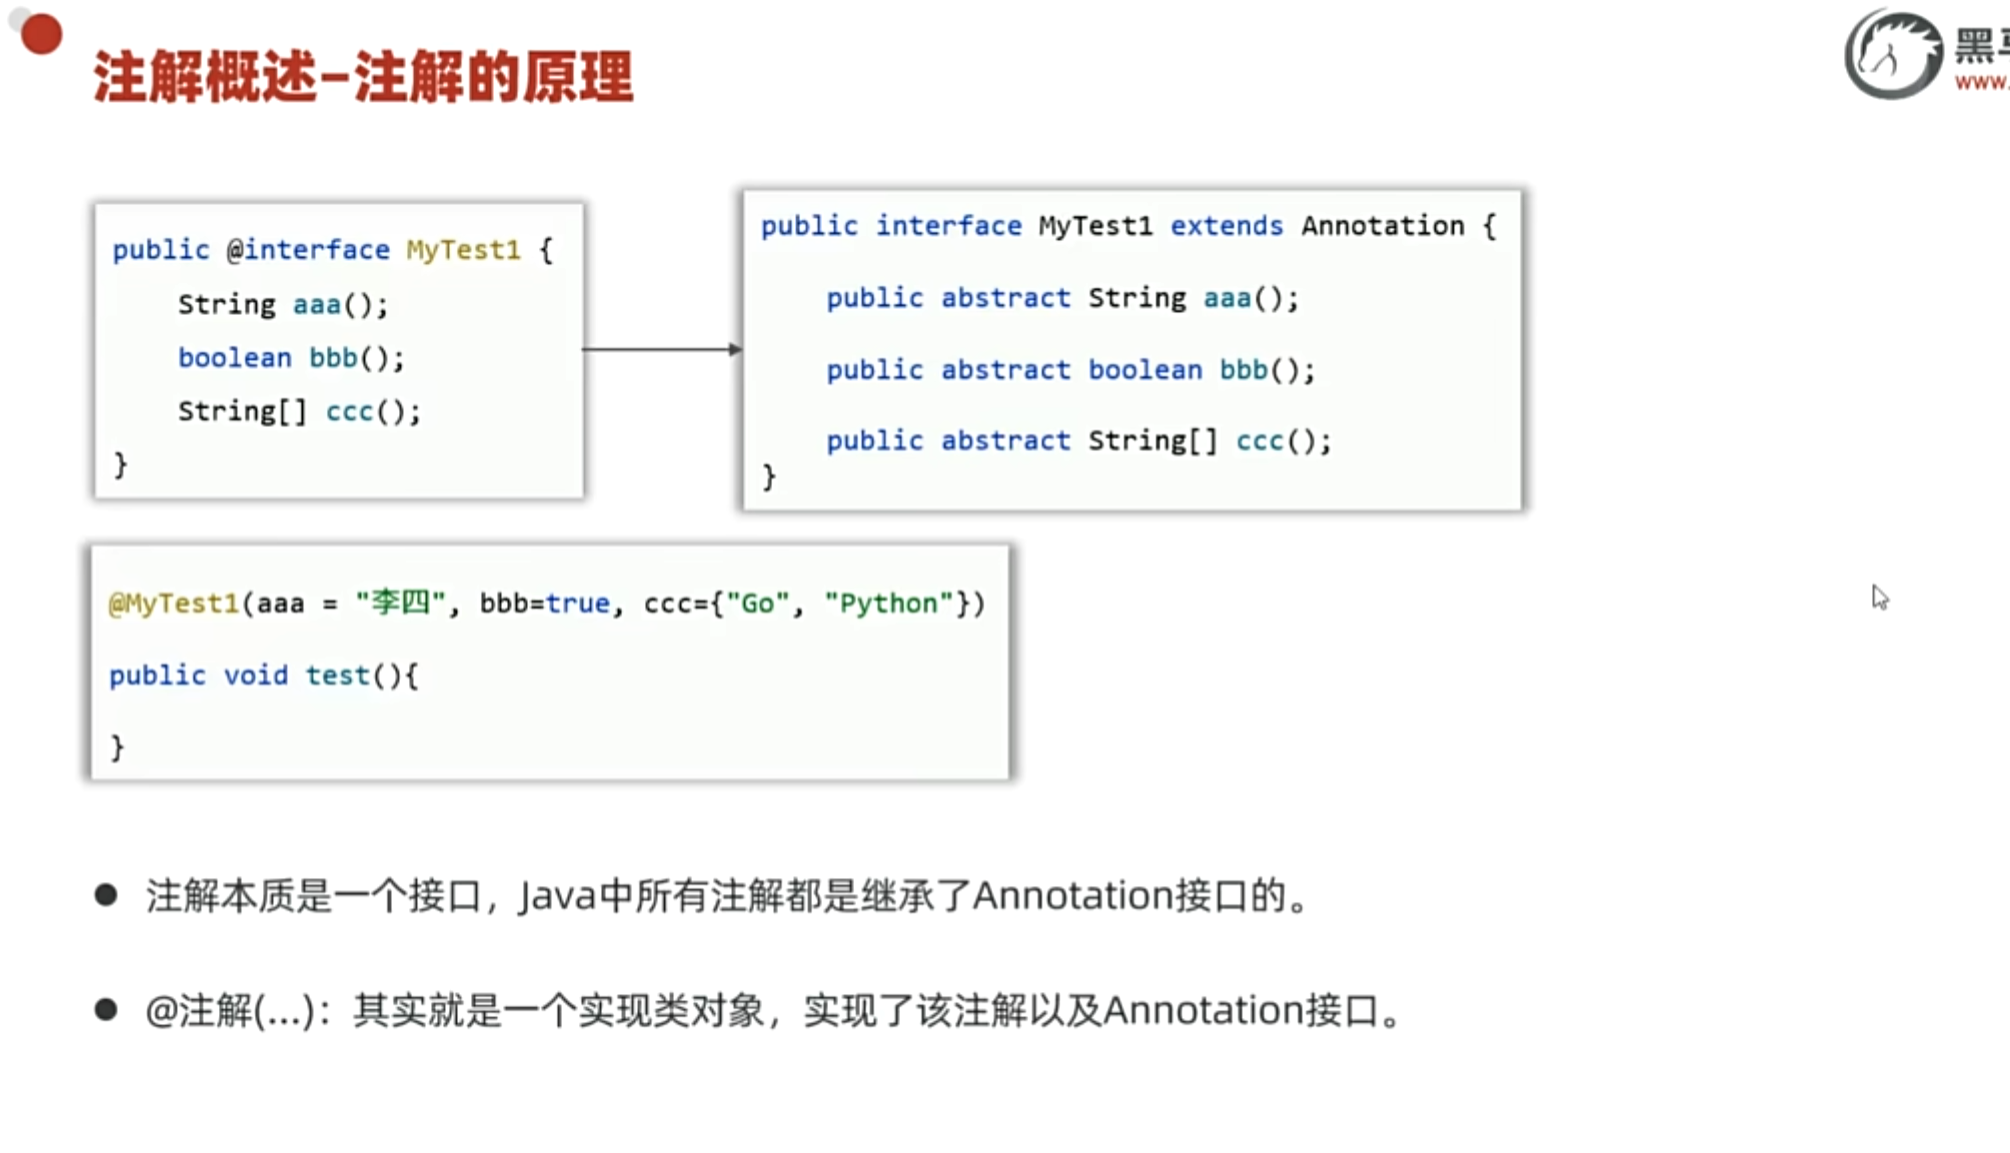 注解概述-注解的原理
黑
www.
public @interface MyTest1 {
String aaa();
boolean bbb();
String[] ccc();
}
public interface MyTest1 extends Annotation {
public abstract String aaa();
public abstract boolean bbb();
public abstract String[] ccc();
}
@MyTest1(aaa = "李四", bbb=true, ccc={"Go", "Python"})
public void test(){
}
● 注解本质是一个接口，Java中所有注解都是继承了Annotation接口的。
● @注解(...)：其实就是一个实现类对象，实现了该注解以及Annotation接口。